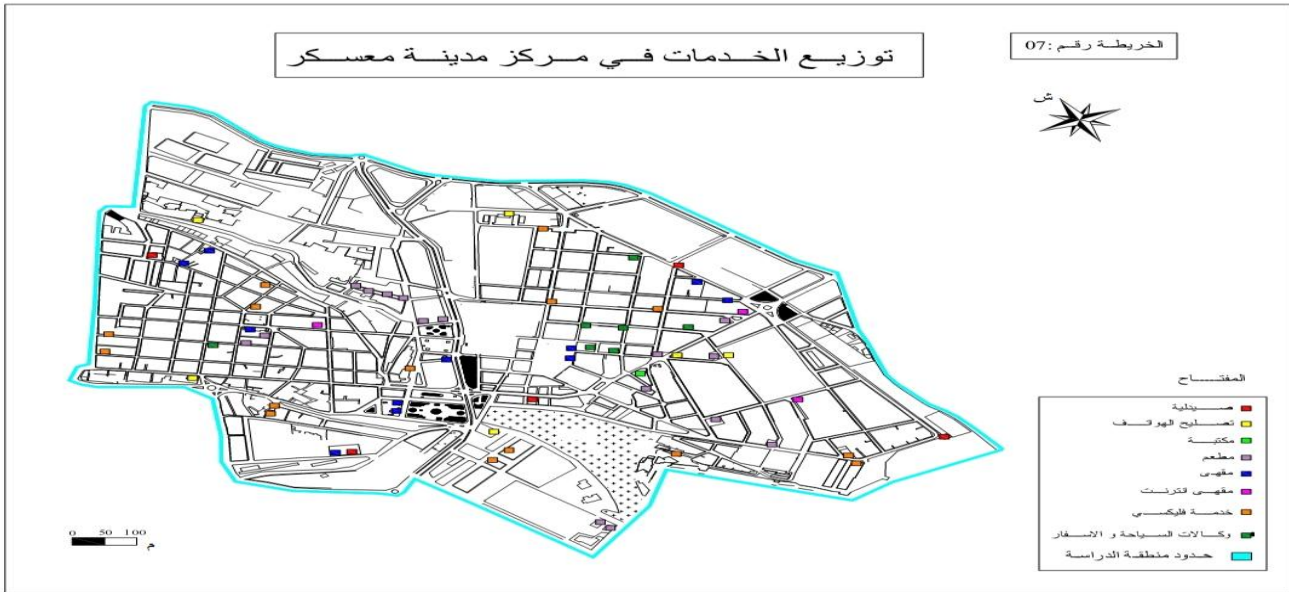 الخريطة رقم :07
توزيع الخدمات في مركز مدينة معسكر
ش
المفتاح
صيدلية
تصليح الهواتف
مكتبة
مطعم
مقهى
مقهى انترنت
خدمة فليكسي
وكالات السياحة و الاسفار
حدود منطقة الدراسة
0 50 100
م